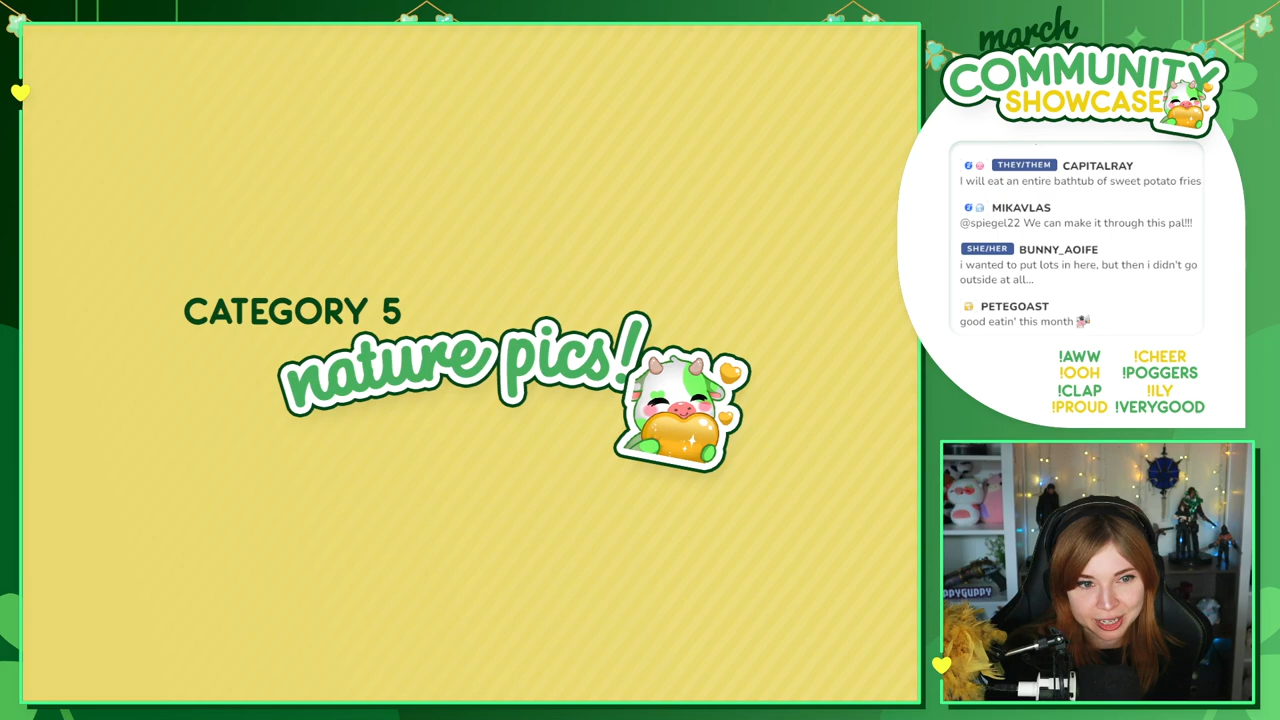 march
COMMUNITY
SHOWCASE
THEY/THEM CAPITALRAY
I will eat an entire bathtub of sweet potato fries
MIKAVLAS
@spiegel22 We can make it through this pal!!!
SHE/HER BUNNY_AOIFE
i wanted to put lots in here, but then i didn't go
outside at all...
PETEGOAST
good eatin' this month
CATEGORY 5
nature pics!
!AWW !CHEER
!OOH !POGGERS
!CLAP !ILY
!PROUD !VERYGOOD
PPYGUPPY